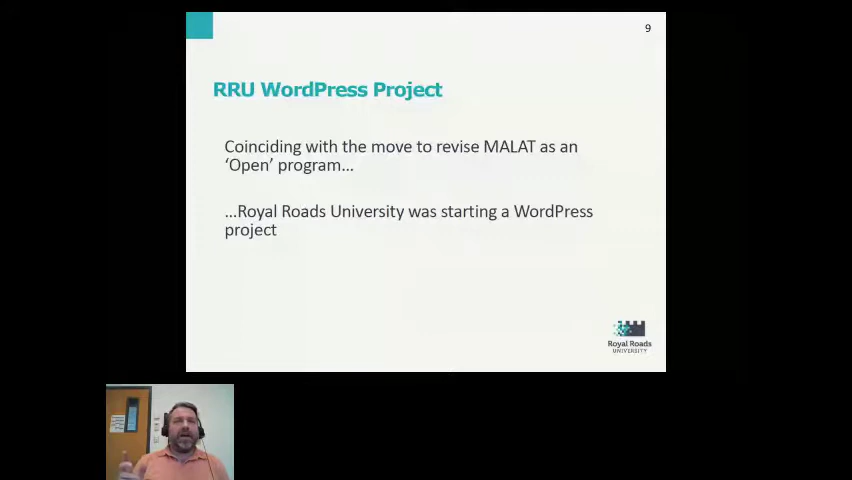 9
RRU WordPress Project
Coinciding with the move to revise MALAT as an
‘Open’ program…
…Royal Roads University was starting a WordPress
project
Royal Roads
UNIVERSITY